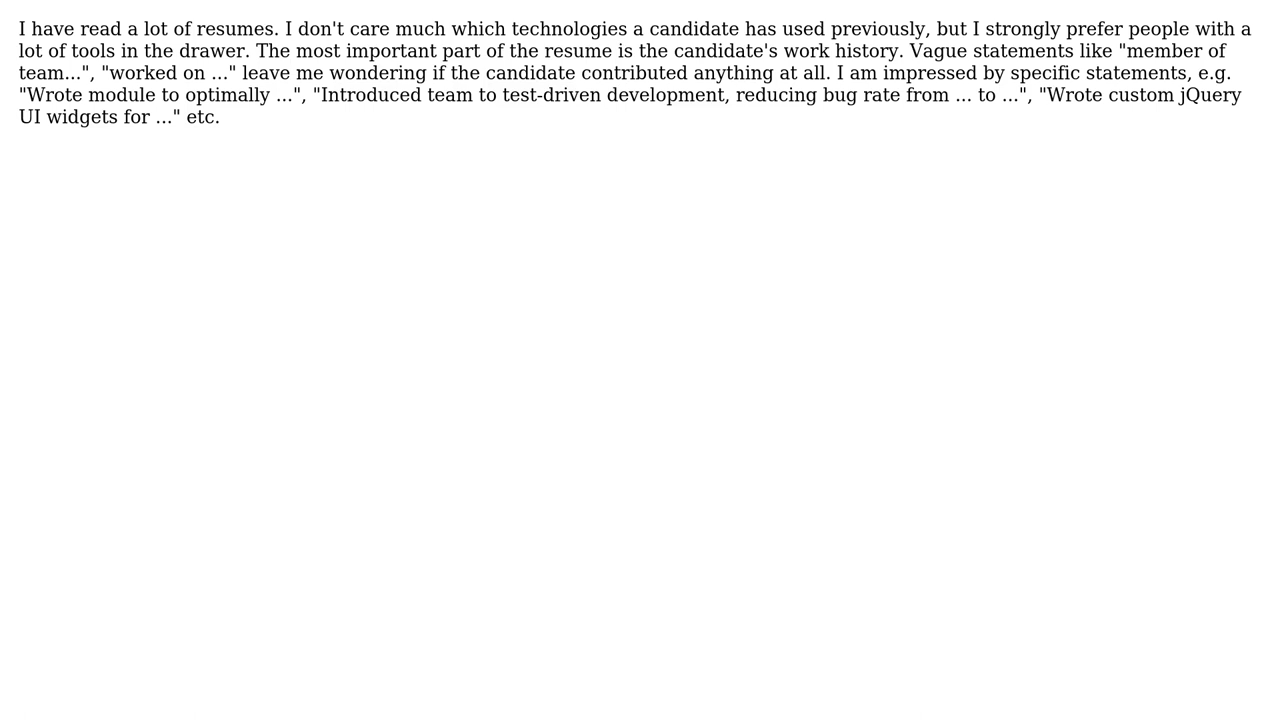 I have read a lot of resumes. I don't care much which technologies a candidate has used previously, but I strongly prefer people with a
lot of tools in the drawer. The most important part of the resume is the candidate's work history. Vague statements like "member of
team...", "worked on ..." leave me wondering if the candidate contributed anything at all. I am impressed by specific statements, e.g.
"Wrote module to optimally ...", "Introduced team to test-driven development, reducing bug rate from ... to ...", "Wrote custom jQuery
UI widgets for ..." etc.